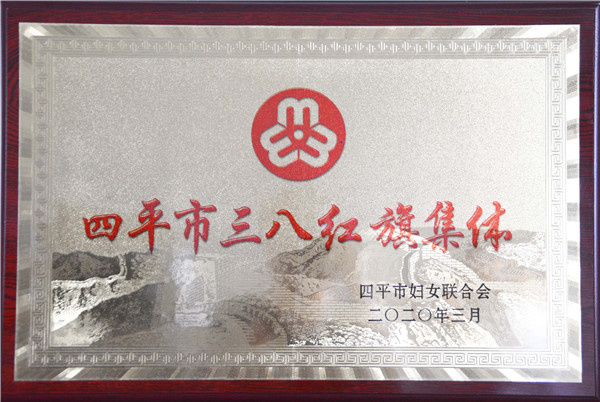 四平市三八红旗集体
四平市妇女联合会
二〇二〇年三月